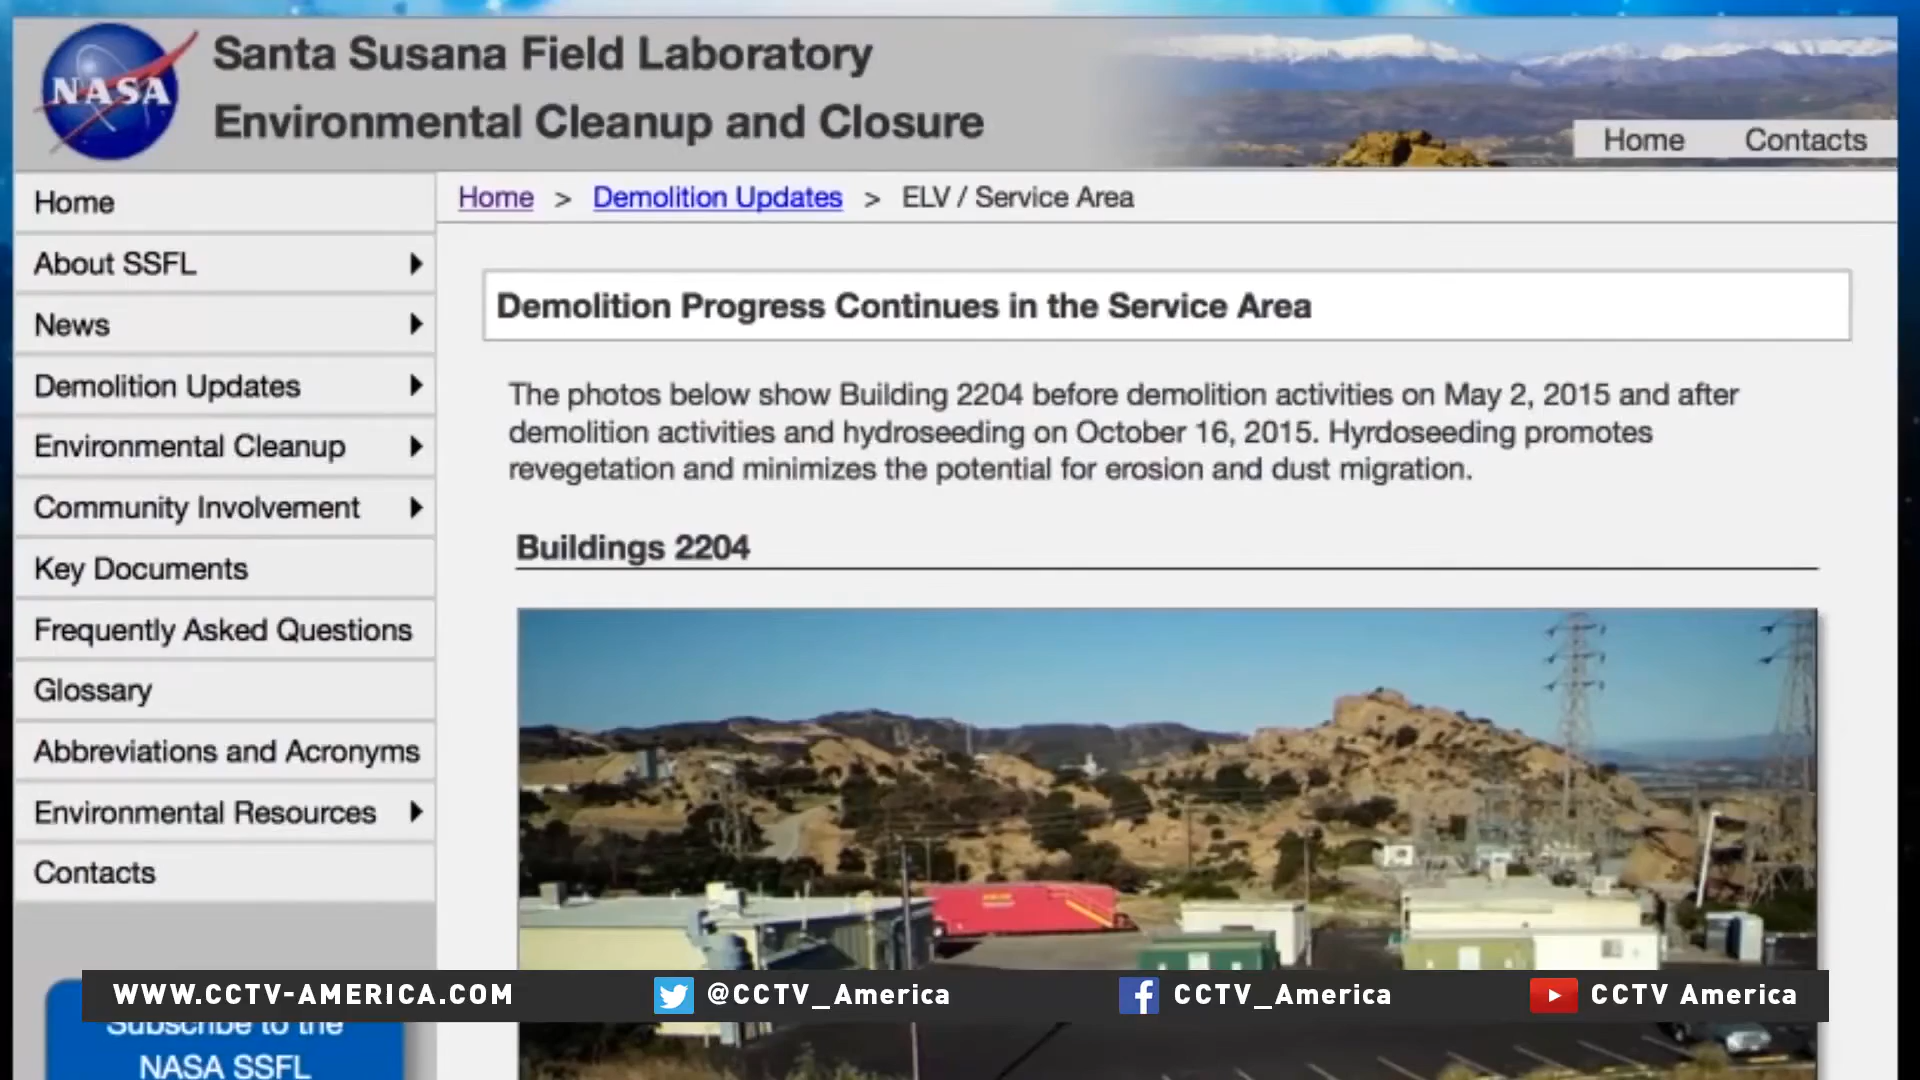 NASA
Santa Susana Field Laboratory
Environmental Cleanup and Closure
Home Contacts
Home > Demolition Updates > ELV / Service Area
Home
About SSFL
News
Demolition Updates
Environmental Cleanup
Community Involvement
Key Documents
Frequently Asked Questions
Glossary
Abbreviations and Acronyms
Environmental Resources
Contacts
Demolition Progress Continues in the Service Area
The photos below show Building 2204 before demolition activities on May 2, 2015 and after
demolition activities and hydroseeding on October 16, 2015. Hyrdoseeding promotes
revegetation and minimizes the potential for erosion and dust migration.
Buildings 2204
WWW.CCTV-AMERICA.COM @CCTV_America CCTV_America CCTV America
Subscribe to the
NASA SSFL